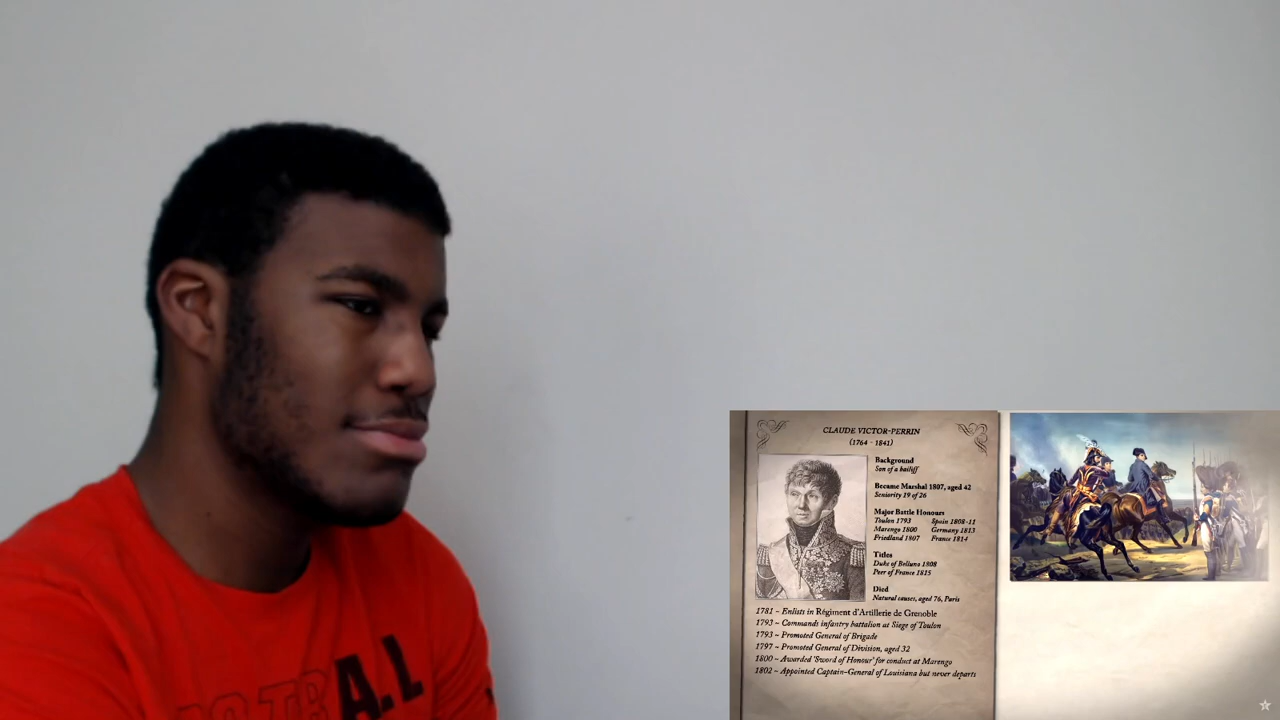 CLAUDE VICTOR-PERRIN
(1764 - 1841)
Background
Son of a bailiff
Became Marshal 1807, aged 42
Seniority 19 of 26
Major Battle Honours
Toulon 1793 Spain 1808-11
Marengo 1800 Germany 1813
Friedland 1807 France 1814
Titles
Duke of Belluno 1808
Peer of France 1815
Died
Natural causes, aged 76, Paris
1781 - Enlists in Régiment d'Artillerie de Grenoble
1793 - Commands infantry battalion at Siege of Toulon
1793 - Promoted General of Brigade
1797 - Promoted General of Division, aged 32
1800 - Awarded 'Sword of Honour' for conduct at Marengo
1802 - Appointed Captain-General of Louisiana but never departs
A.L